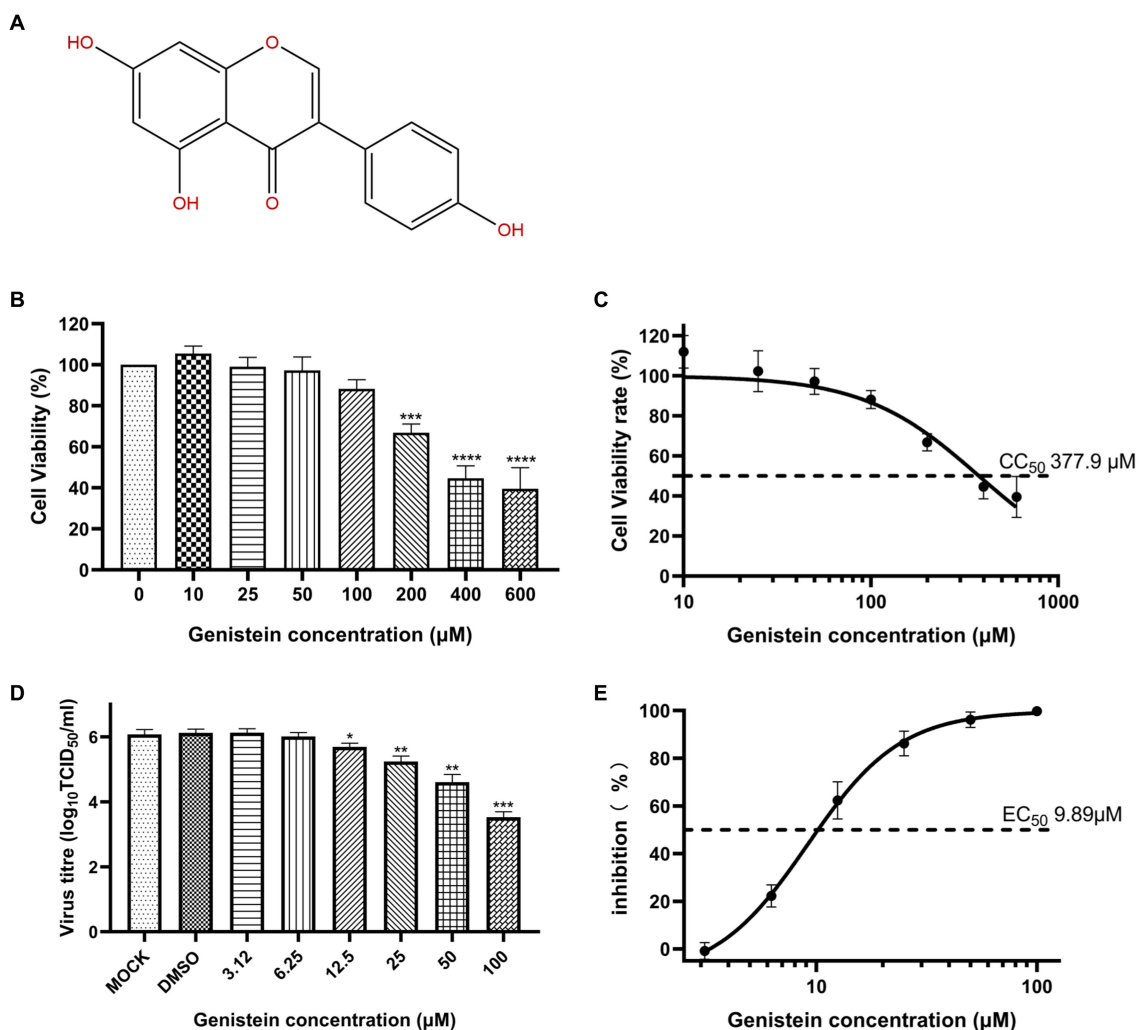 A
HO
O
OH
O
OH
B
Cell Viability (%)
120
100
80
60
40
20
0
***
****
****
0 10 25 50 100 200 400 600
Genistein concentration (μM)
C
Cell Viability rate (%)
120
100
80
60
40
20
0
CC50 377.9 μM
10 100 1000
Genistein concentration (μM)
D
Virus titre (log10TCID50/ml)
6
4
2
0
*
**
**
***
MOCK DMSO 3.12 6.25 12.5 25 50 100
Genistein concentration (μM)
E
inhibition ( %)
100
80
60
40
20
0
EC50 9.89μM
10 100
Genistein concentration (μM)